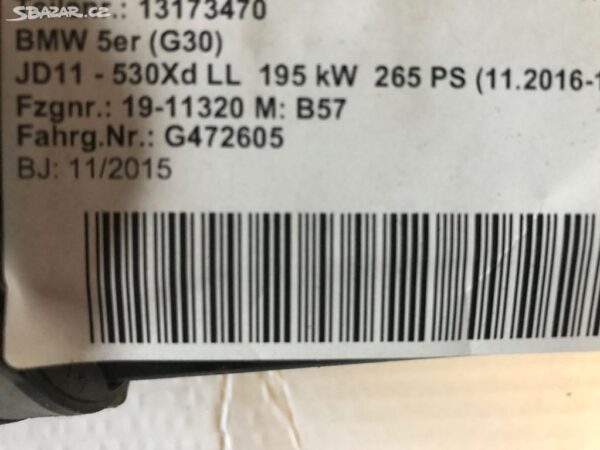 SBAZAR.CZ
: 13173470
BMW 5er (G30)
JD11 - 530Xd LL 195 kW 265 PS (11.2016-1
Fzgnr.: 19-11320 M: B57
Fahrg.Nr.: G472605
BJ: 11/2015